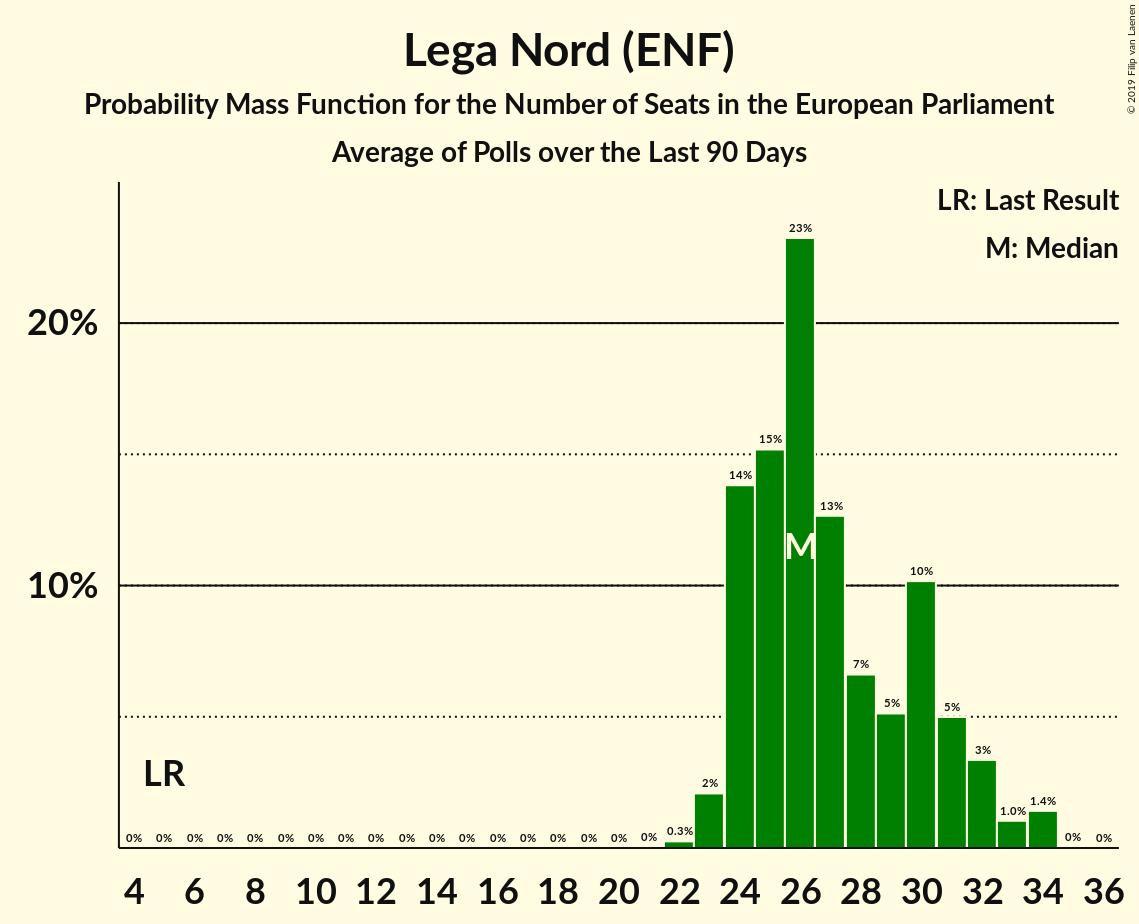 Lega Nord (ENF)
Probability Mass Function for the Number of Seats in the European Parliament
Average of Polls over the Last 90 Days
© 2019 Filip van Laenen
LR: Last Result
M: Median
20%
10%
23%
15%
14%
13%
10%
7%
5%
5%
3%
2%
1.4%
1.0%
0.3%
M
LR
0% 0% 0% 0% 0% 0% 0% 0% 0% 0% 0% 0% 0% 0% 0% 0% 0% 0% 0% 0%
4 6 8 10 12 14 16 18 20 22 24 26 28 30 32 34 36